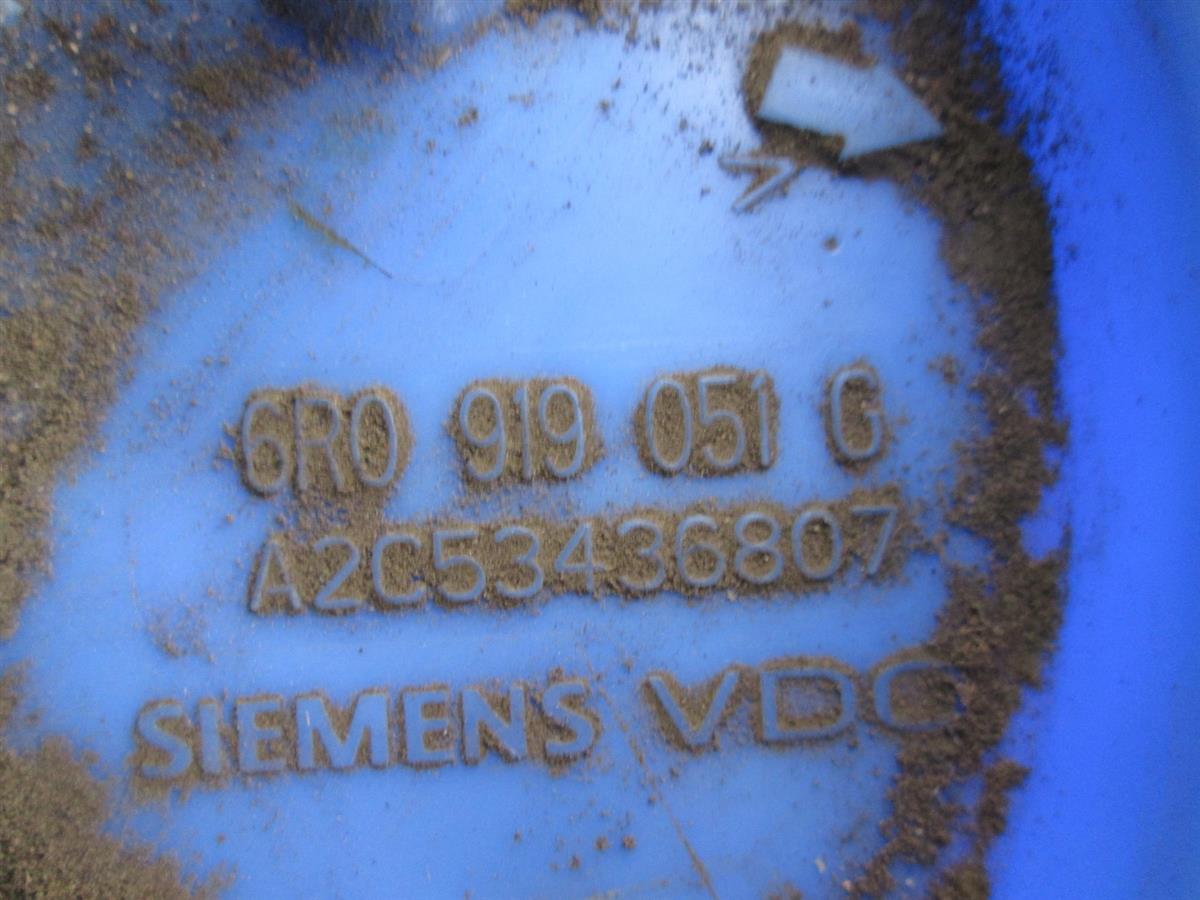 6R0 919 051 G
A2C53436807
SIEMENS VDO